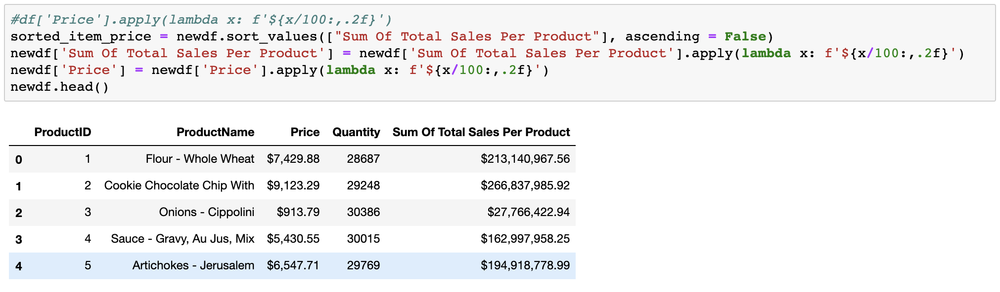 #df['Price'].apply(lambda x: f'${x/100:,.2f}')
sorted_item_price = newdf.sort_values(["Sum Of Total Sales Per Product"], ascending = False)
newdf['Sum Of Total Sales Per Product'] = newdf['Sum Of Total Sales Per Product'].apply(lambda x: f'${x/100:,.2f}')
newdf['Price'] = newdf['Price'].apply(lambda x: f'${x/100:,.2f}')
newdf.head()
ProductID ProductName Price Quantity Sum Of Total Sales Per Product
0 1 Flour - Whole Wheat $7,429.88 28687 $213,140,967.56
1 2 Cookie Chocolate Chip With $9,123.29 29248 $266,837,985.92
2 3 Onions - Cippolini $913.79 30386 $27,766,422.94
3 4 Sauce - Gravy, Au Jus, Mix $5,430.55 30015 $162,997,958.25
4 5 Artichokes - Jerusalem $6,547.71 29769 $194,918,778.99